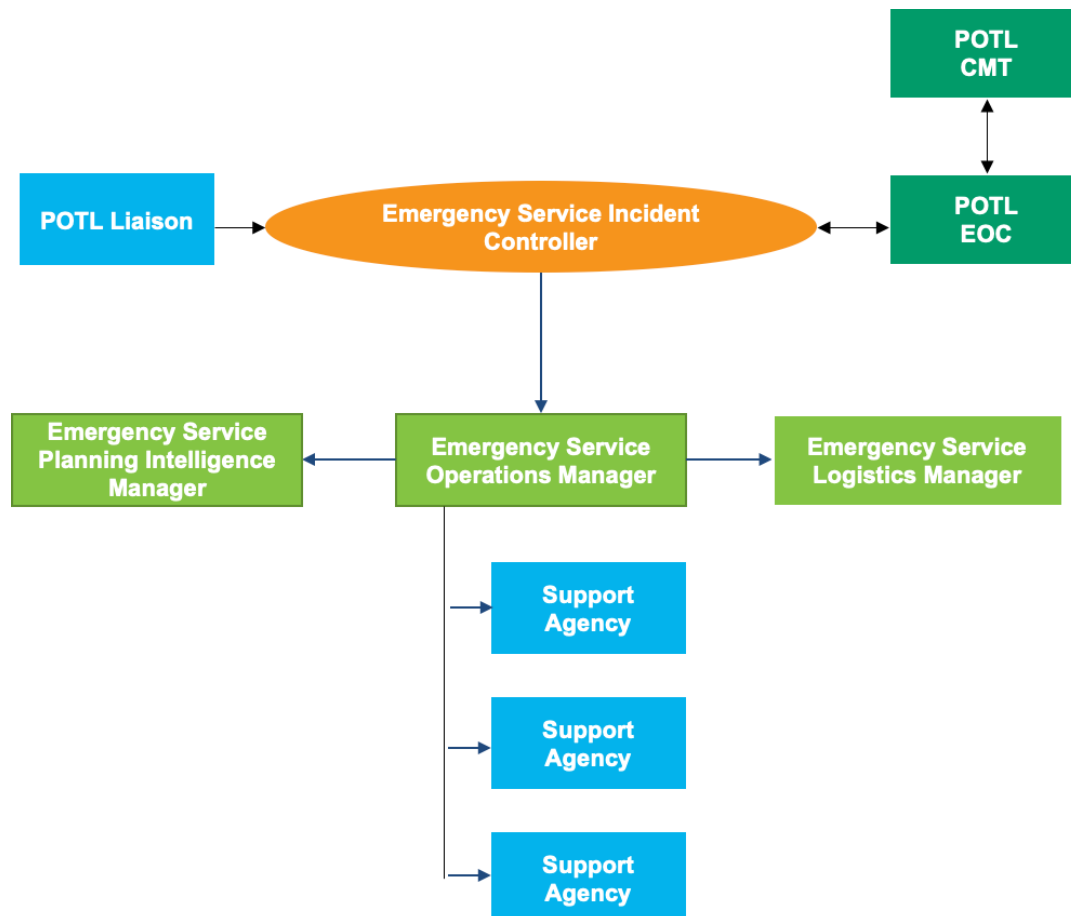 POTL
CMT
POTL Liaison
Emergency Service Incident
Controller
POTL
EOC
Emergency Service
Planning Intelligence
Manager
Emergency Service
Operations Manager
Emergency Service
Logistics Manager
Support
Agency
Support
Agency
Support
Agency